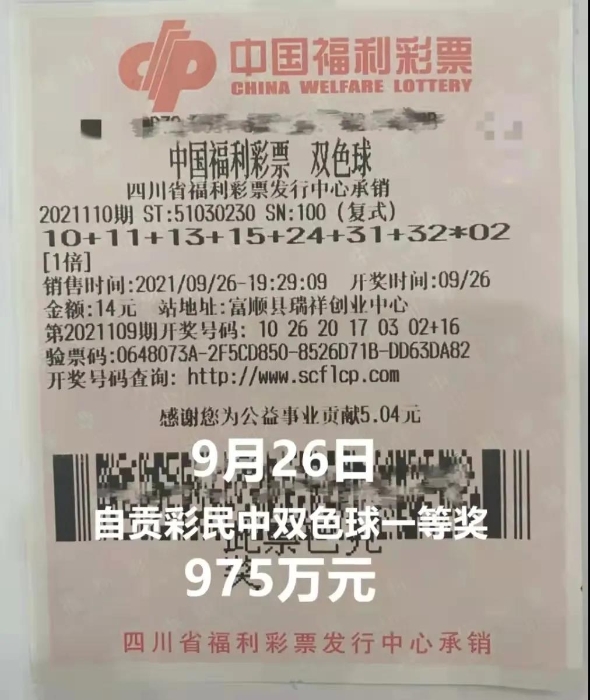 中国福利彩票
CHINA WELFARE LOTTERY
中国福利彩票 双色球
四川省福利彩票发行中心承销
2021110期 ST:51030230 SN:100 (复式)
10+11+13+15+24+31+32*02
[1倍]
销售时间:2021/09/26-19:29:09 开奖时间:09/26
金额:14元 站地址:富顺县瑞祥创业中心
第2021109期开奖号码: 10 26 20 17 03 02+16
验票码:0648073A-2F5CD850-8526D71B-DD63DA82
开奖号码查询: http://www.scflcp.com
感谢您为公益事业贡献5.04元
9月26日
自贡彩民中双色球一等奖
此票已兑奖
975万元
四川省福利彩票发行中心承销